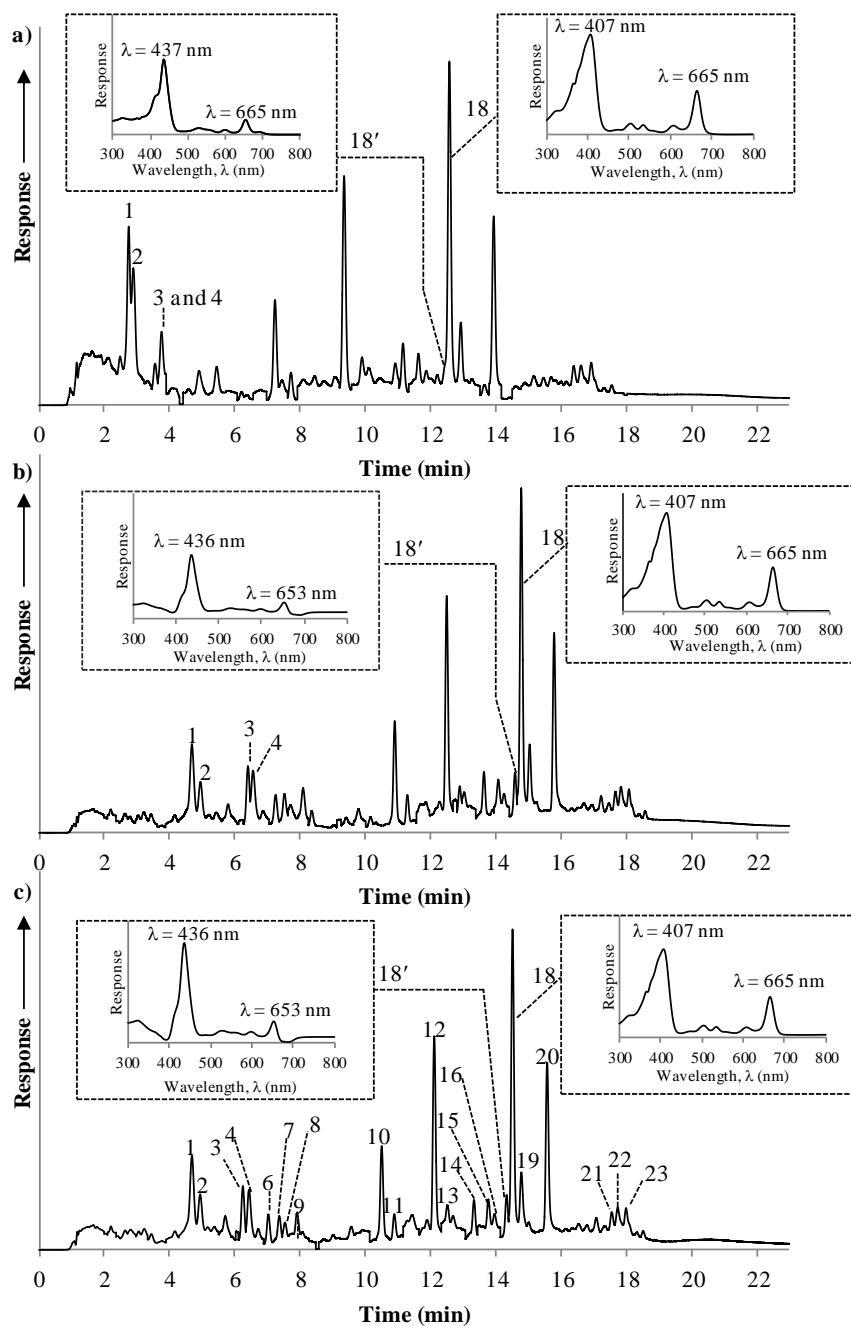 a)
λ = 437 nm
λ = 665 nm
Response
300 400 500 600 700 800
Wavelength, λ (nm)
λ = 407 nm
λ = 665 nm
Response
300 400 500 600 700 800
Wavelength, λ (nm)
18′
18
1
2
3 and 4
Response
0 2 4 6 8 10 12 14 16 18 20 22
Time (min)
b)
λ = 436 nm
λ = 653 nm
Response
300 400 500 600 700 800
Wavelength, λ (nm)
λ = 407 nm
λ = 665 nm
Response
300 400 500 600 700 800
Wavelength, λ (nm)
18′
18
1
2
3
4
Response
0 2 4 6 8 10 12 14 16 18 20 22
Time (min)
c)
λ = 436 nm
λ = 653 nm
Response
300 400 500 600 700 800
Wavelength, λ (nm)
λ = 407 nm
λ = 665 nm
Response
300 400 500 600 700 800
Wavelength, λ (nm)
18′
18
1
2
3
4
6
7
8
9
10
11
12
13
14
15
16
19
20
21
22
23
Response
0 2 4 6 8 10 12 14 16 18 20 22
Time (min)